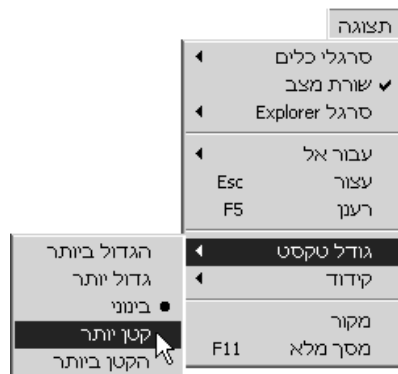 תצוגה
סרגלי כלים
שורת מצב
סרגל Explorer
עבור אל
עצור Esc
רענן F5
גודל טקסט
קידוד
מקור
מסך מלא F11
הגדול ביותר
גדול יותר
בינוני
קטן יותר
הקטן ביותר